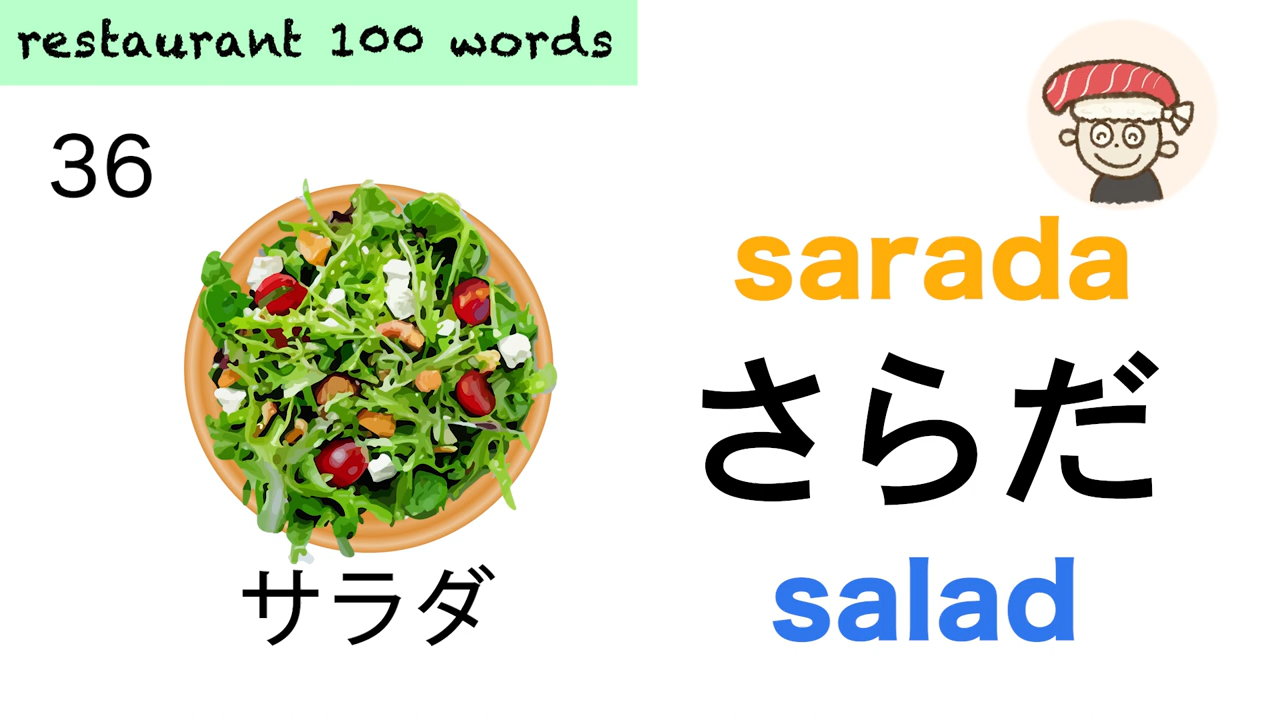 restaurant 100 words
36
sarada
さらだ
サラダ
salad